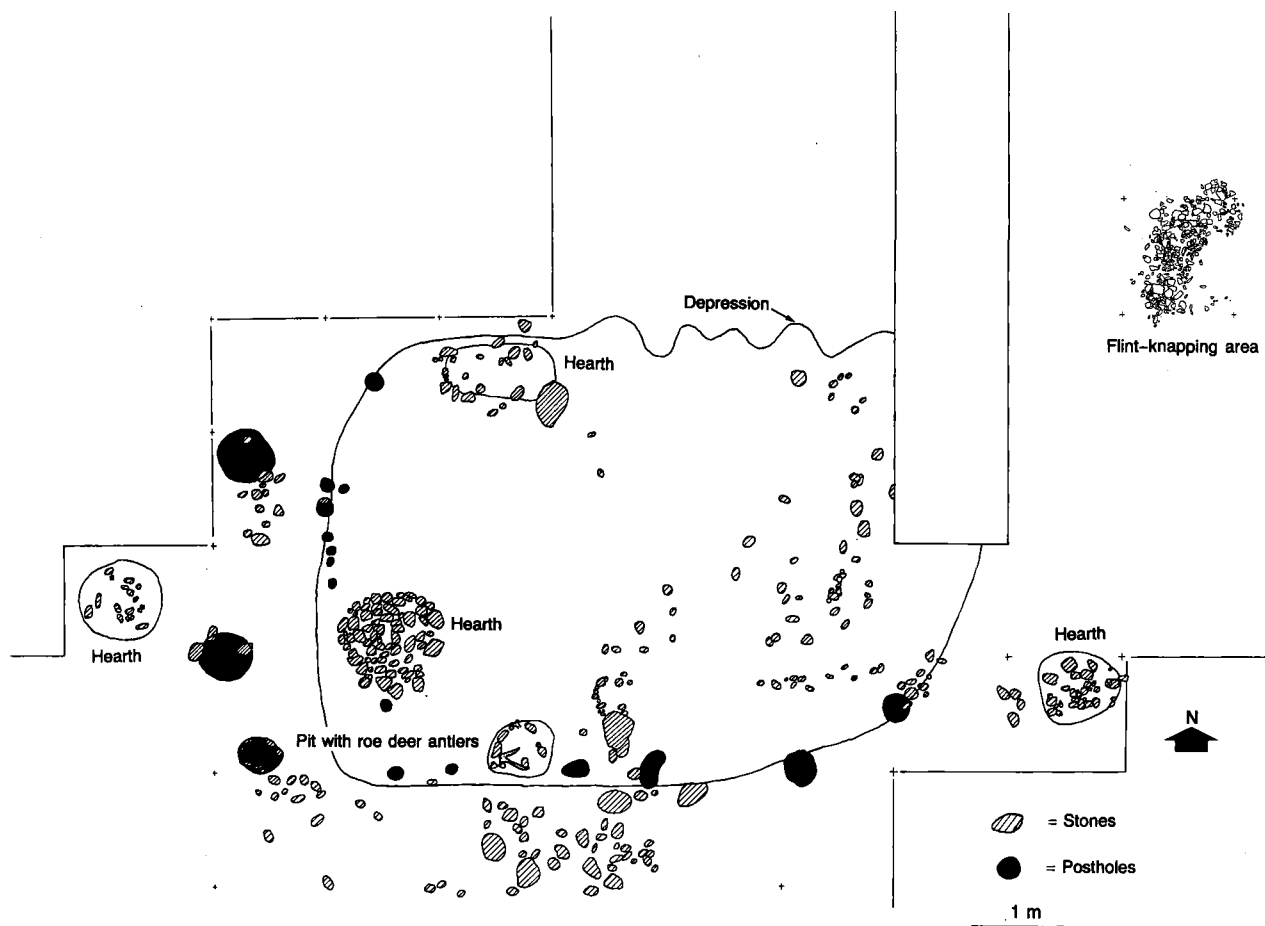 Depression
Flint-knapping area
Hearth
Hearth
Hearth
Hearth
Pit with roe deer antlers
N
= Stones
= Postholes
1 m